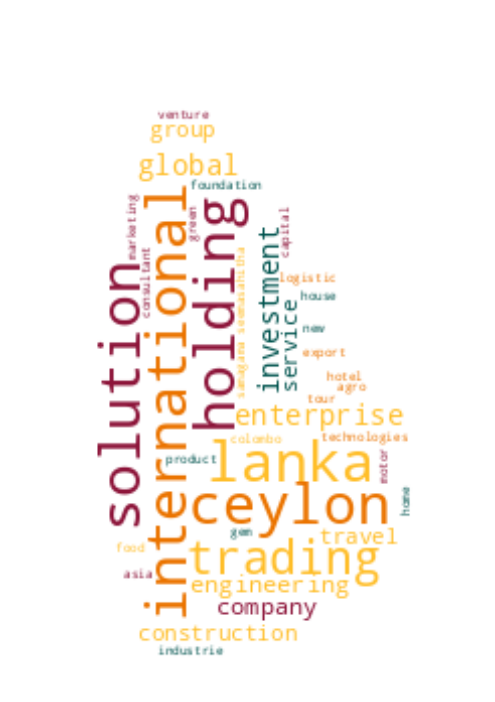 venture
group
global
foundation
marketing
consultant
green
solution
international
holding
samagama seemasahitha
investment
capital
service
logistic
house
new
export
hotel
agro
tour
enterprise
technologies
colombo
product
lanka
motor
ceylon
home
gem
travel
food
trading
asia
engineering
company
construction
industrie